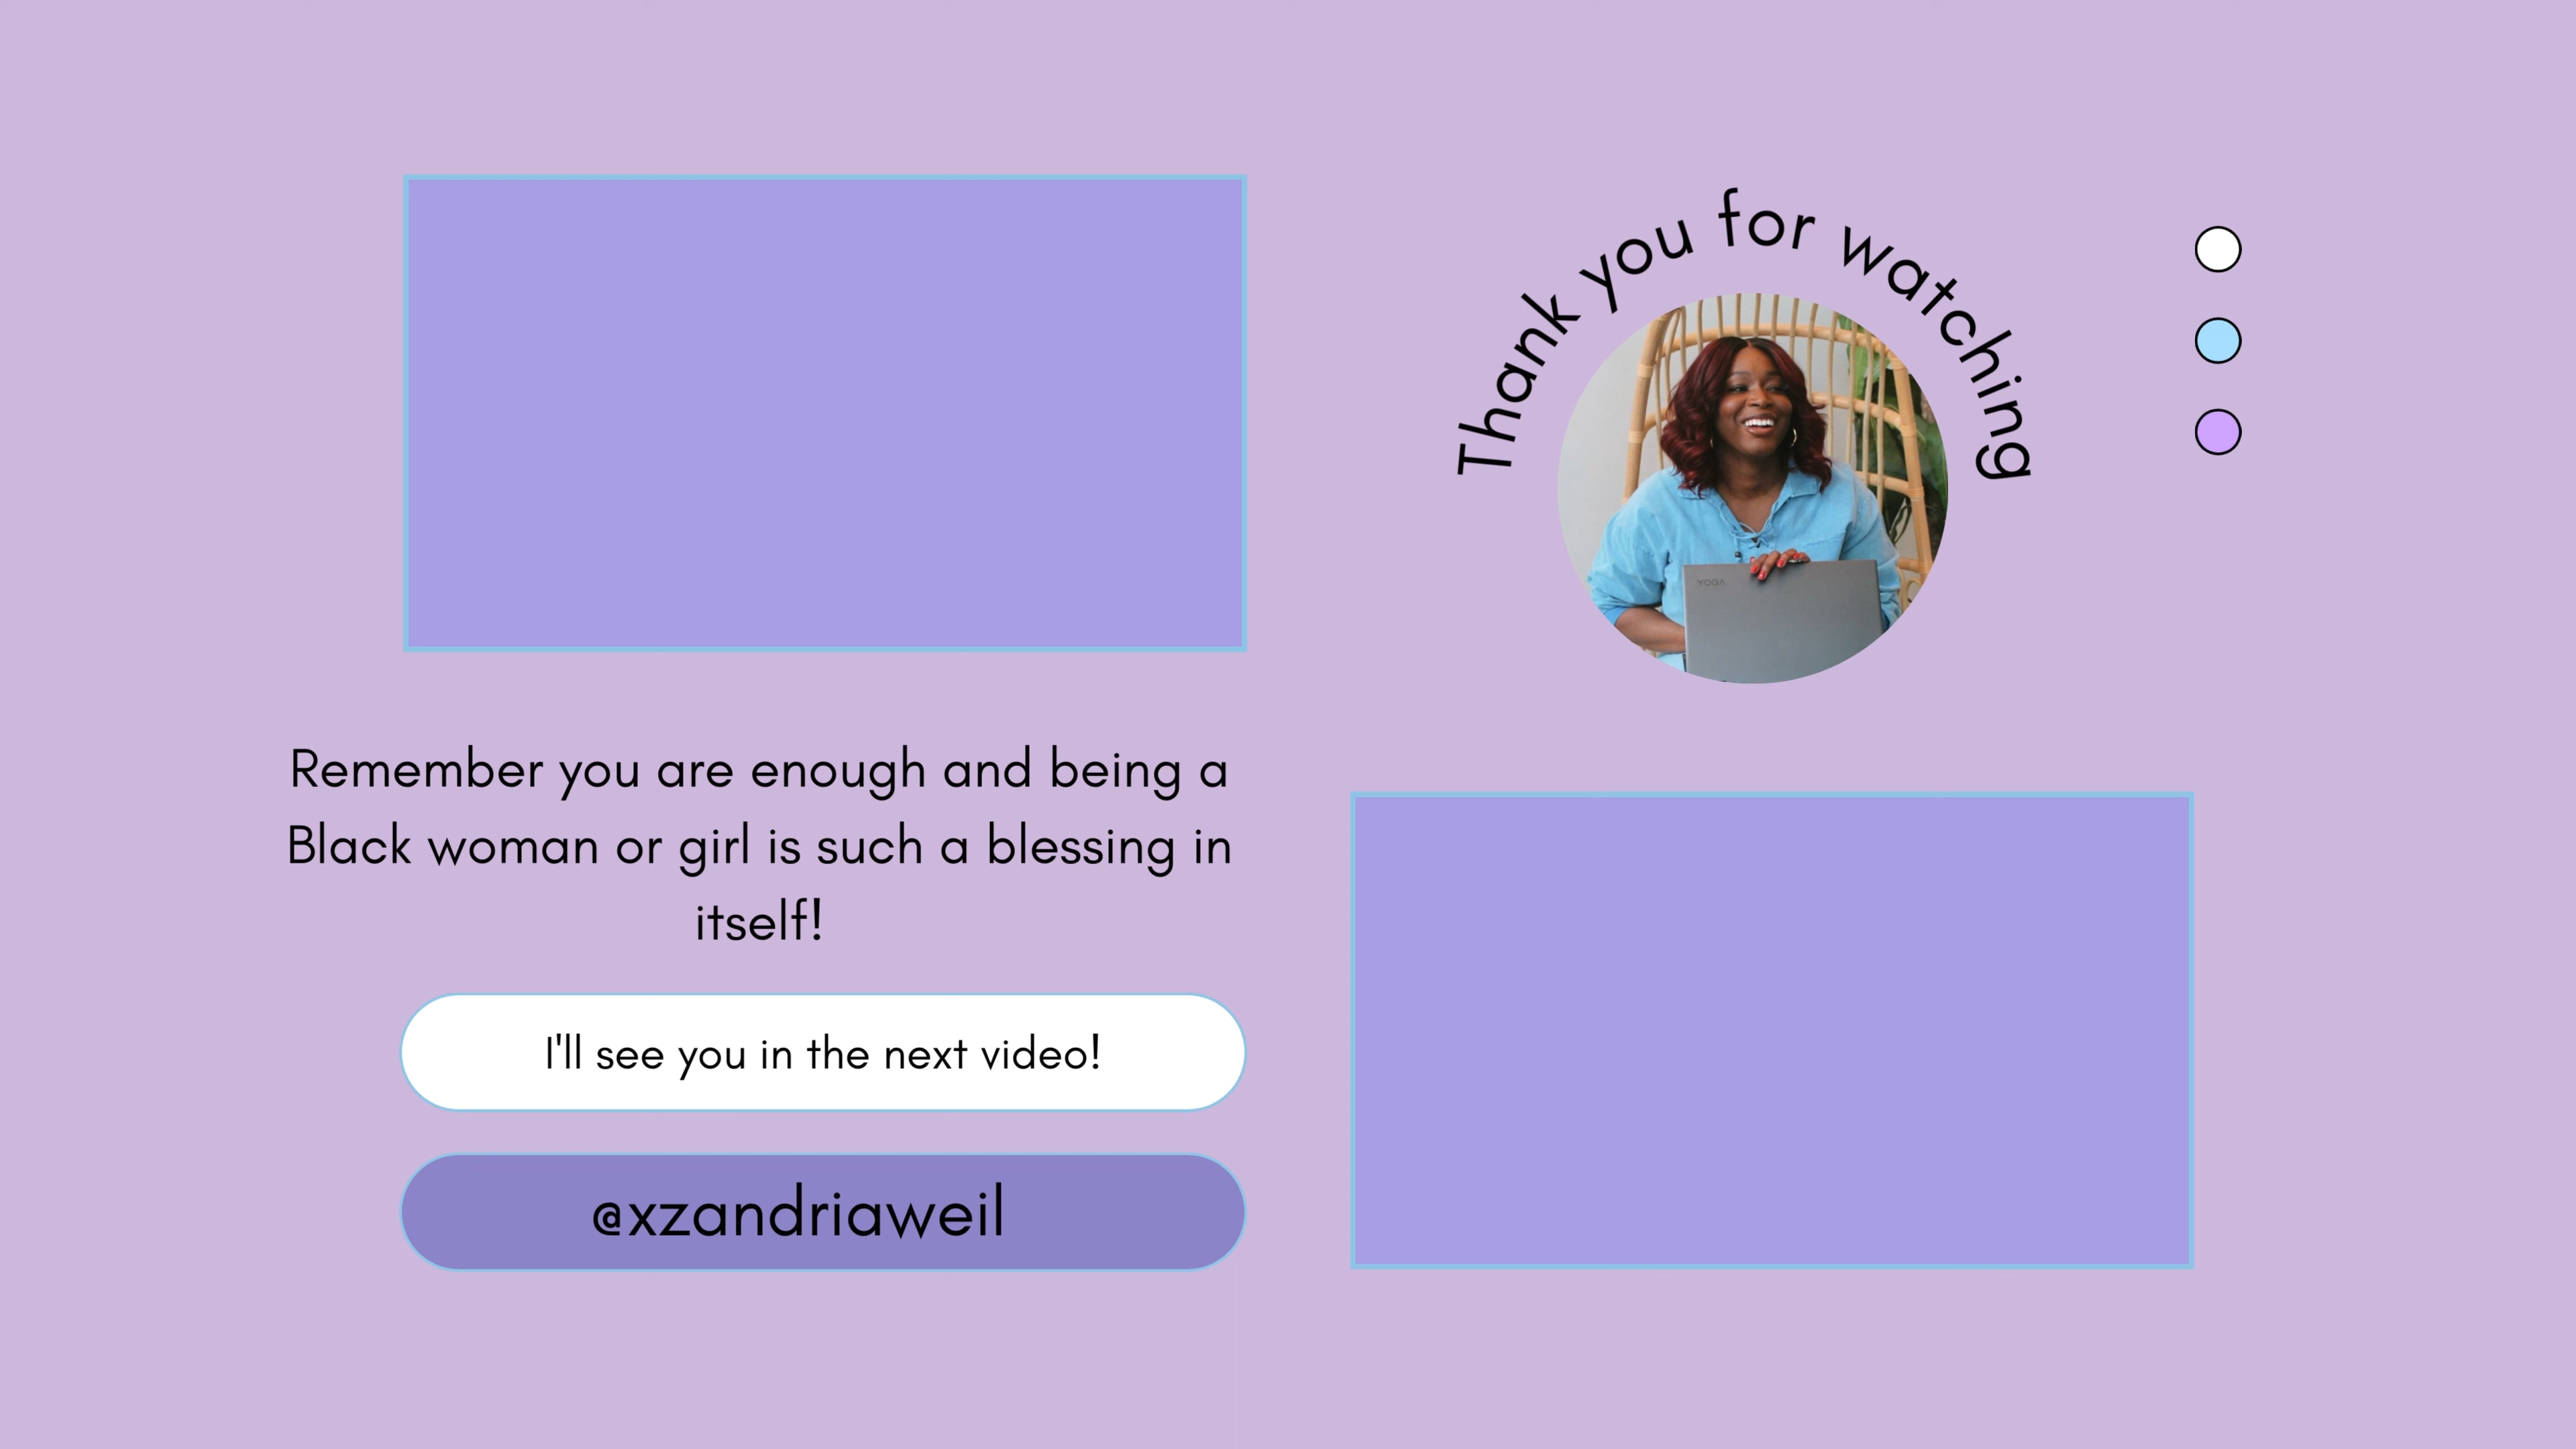 Thank you for watching
YOGA
Remember you are enough and being a
Black woman or girl is such a blessing in
itself!
I'll see you in the next video!
@xzandriaweil